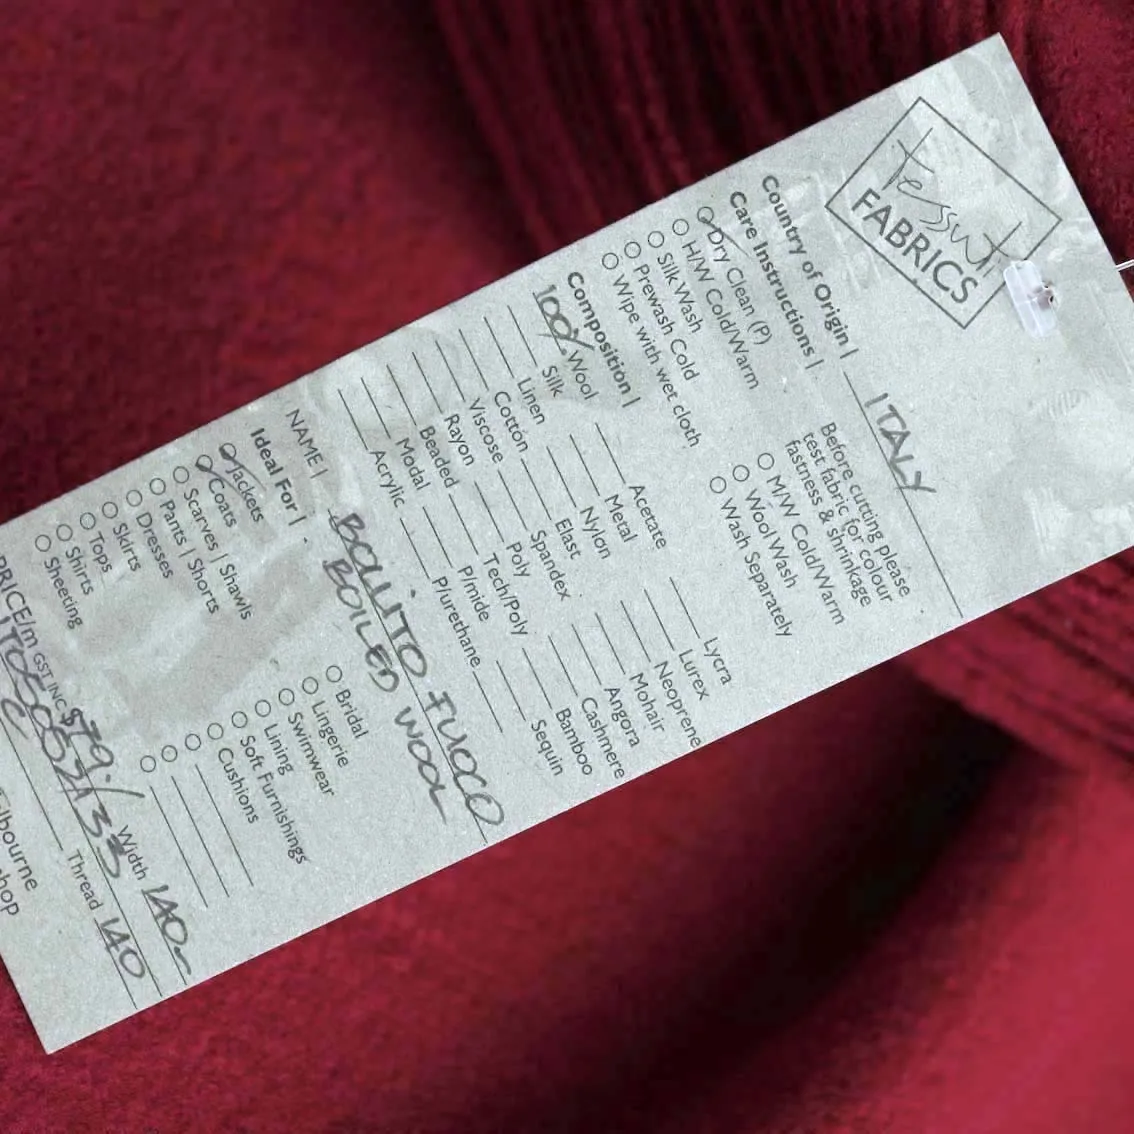 tessuti
FABRICS
Country of Origin | ITALY
Care Instructions |
Before cutting please
test fabric for colour
fastness & shrinkage
Dry Clean (P)
H/W Cold/Warm
Silk Wash
Prewash Cold
Wipe with wet cloth
M/W Cold/Warm
Wool Wash
Wash Separately
Composition |
100% Wool
Silk
Linen
Cotton
Viscose
Rayon
Beaded
Modal
Acrylic
Acetate
Metal
Nylon
Elast
Spandex
Poly
Tech/Poly
P/mide
P/urethane
Lycra
Lurex
Neoprene
Mohair
Angora
Cashmere
Bamboo
Sequin
NAME | BOLLITO FUOCO
BOILED WOOL
Ideal For |
Jackets
Coats
Scarves | Shawls
Pants | Shorts
Dresses
Skirts
Tops
Shirts
Sheeting
Bridal
Lingerie
Swimwear
Lining
Soft Furnishings
Cushions
PRICE/m GST INC $79.- Width 140
Thread 140